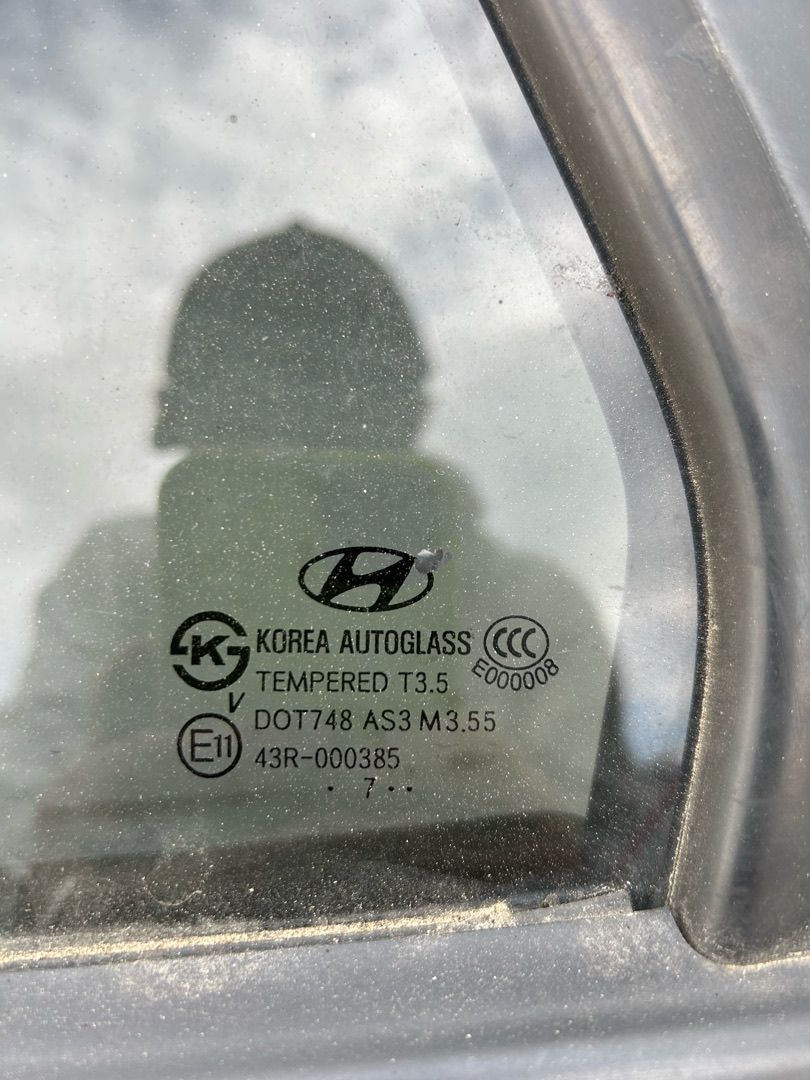 KOREA AUTOGLASS
CCC
E000008
K
TEMPERED T3.5
V
DOT748 AS3 M3.55
E11
43R-000385
. 7 . .